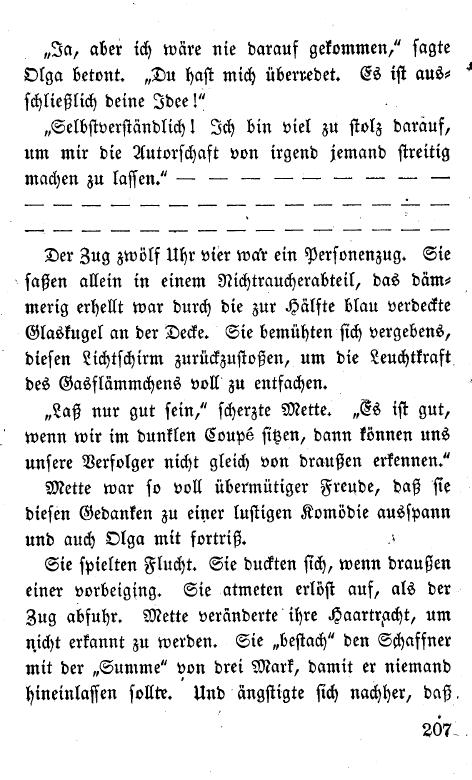 „Ja, aber ich wäre nie darauf gekommen,“ sagte
Olga betont. „Du hast mich überredet. Es ist aus-
schließlich deine Idee!“
„Selbstverständlich! Ich bin viel zu stolz darauf,
um mir die Autorschaft von irgend jemand streitig
machen zu lassen.“ — — — — — — — — — —
— — — — — — — — — — — — — — — —
— — — — — — — — — — — — — — — —
Der Zug zwölf Uhr vier war ein Personenzug. Sie
saßen allein in einem Nichtraucherabteil, das däm-
merig erhellt war durch die zur Hälfte blau verdeckte
Glaskugel an der Decke. Sie bemühten sich vergebens,
diesen Lichtschirm zurückzustoßen, um die Leuchtkraft
des Gasflämmchens voll zu entfachen.
„Laß nur gut sein,“ scherzte Mette. „Es ist gut,
wenn wir im dunklen Coupé sitzen, dann können uns
unsere Verfolger nicht gleich von draußen erkennen.“
Mette war so voll übermütiger Freude, daß sie
diesen Gedanken zu einer lustigen Komödie ausspann
und auch Olga mit fortriß.
Sie spielten Flucht. Sie duckten sich, wenn draußen
einer vorbeiging. Sie atmeten erlöst auf, als der
Zug abfuhr. Mette veränderte ihre Haartracht, um
nicht erkannt zu werden. Sie „bestach“ den Schaffner
mit der „Summe“ von drei Mark, damit er niemand
hineinlassen sollte. Und ängstigte sich nachher, daß
207